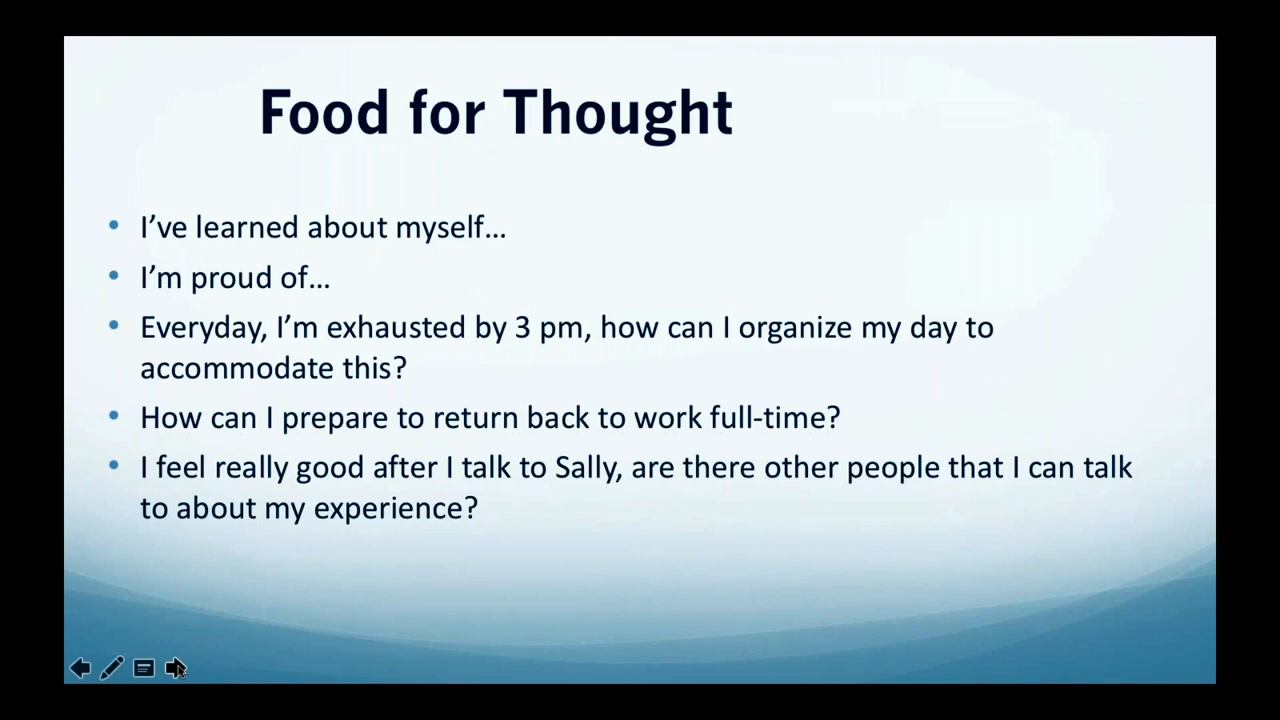 Food for Thought
• I’ve learned about myself…
• I’m proud of…
• Everyday, I’m exhausted by 3 pm, how can I organize my day to
accommodate this?
• How can I prepare to return back to work full-time?
• I feel really good after I talk to Sally, are there other people that I can talk
to about my experience?